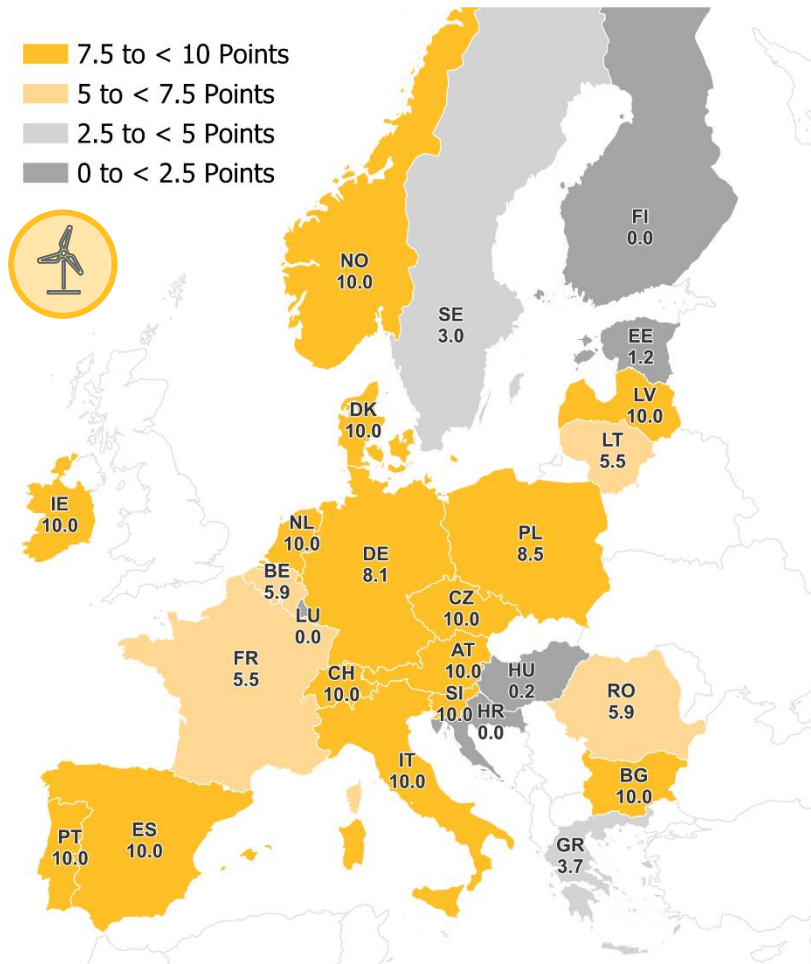 7.5 to < 10 Points
5 to < 7.5 Points
2.5 to < 5 Points
0 to < 2.5 Points
FI
0.0
NO
10.0
SE
3.0
EE
1.2
LV
10.0
DK
10.0
LT
5.5
IE
10.0
NL
10.0
DE
8.1
PL
8.5
BE
5.9
CZ
10.0
LU
0.0
AT
10.0
FR
5.5
CH
10.0
HU
0.2
SI
10.0
HR
0.0
RO
5.9
IT
10.0
BG
10.0
PT
10.0
ES
10.0
GR
3.7